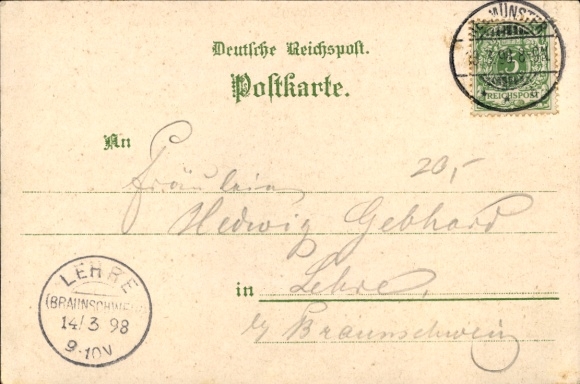 Deutsche Reichspost.
Postkarte.
MÜNST
5
REICHSPOST
An
20,-
Fräulein
Hedwig Gebhard
in Lehre,
b/ Braunschweig
LEHRE
(BRAUNSCHWEIG)
14/3 98
9-10V